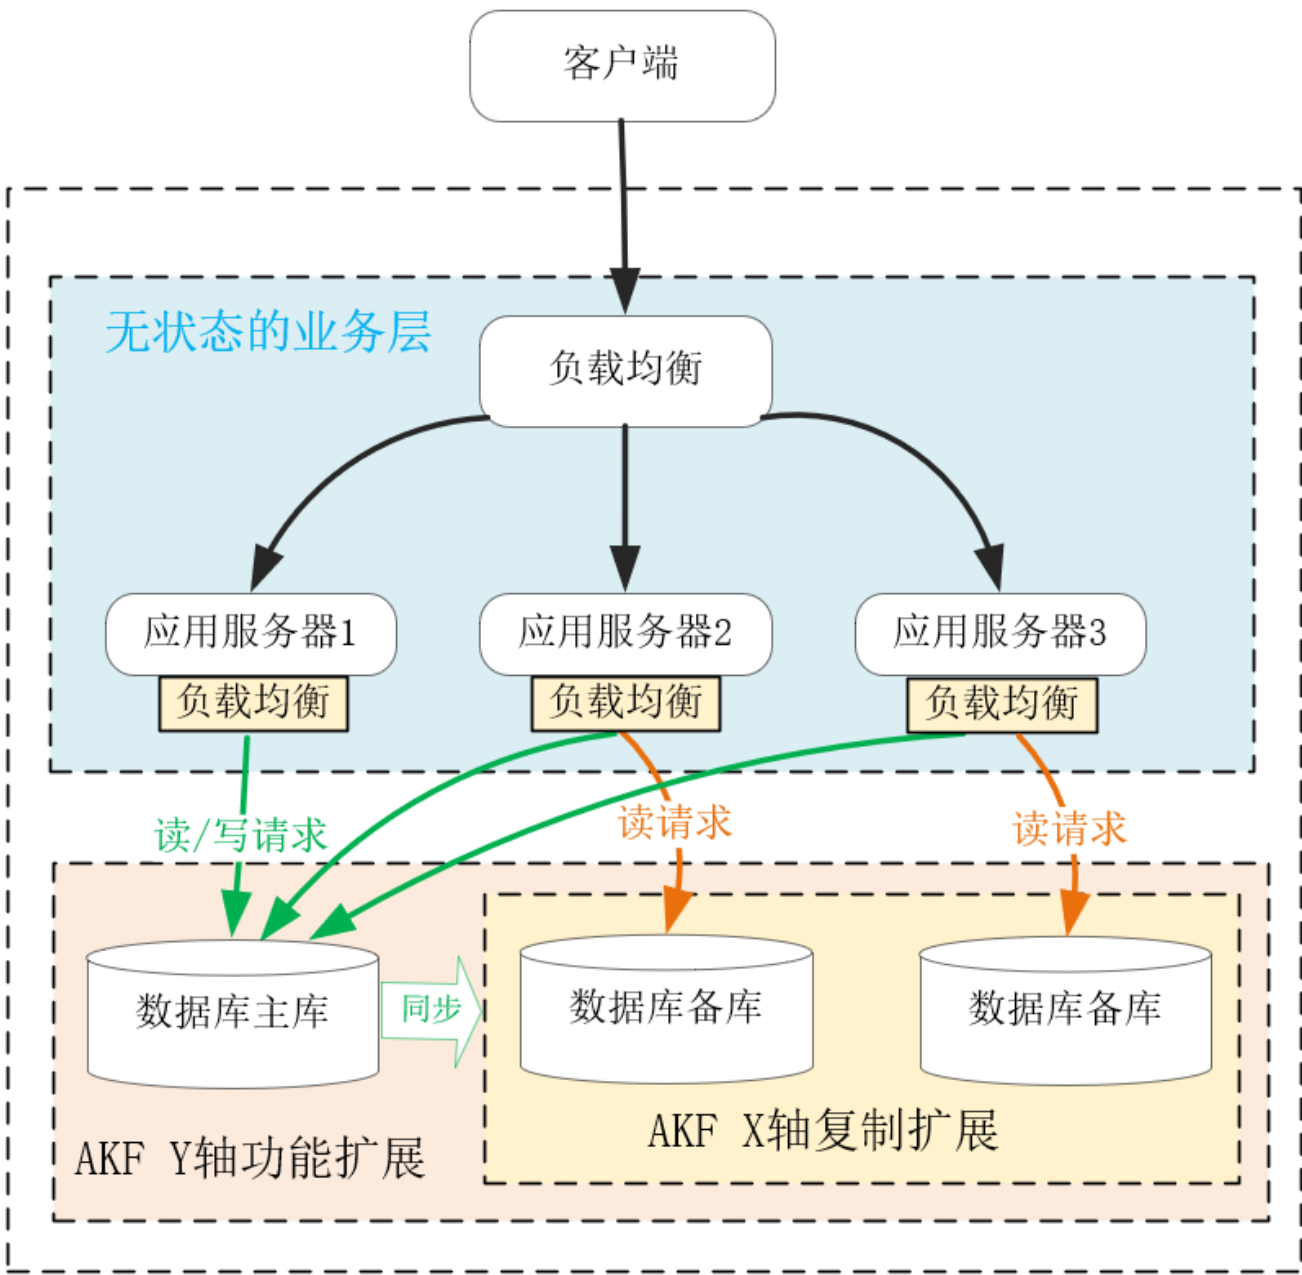 客户端
无状态的业务层
负载均衡
应用服务器1
应用服务器2
应用服务器3
负载均衡
负载均衡
负载均衡
读/写请求
读请求
读请求
数据库主库
同步
数据库备库
数据库备库
AKF Y轴功能扩展
AKF X轴复制扩展